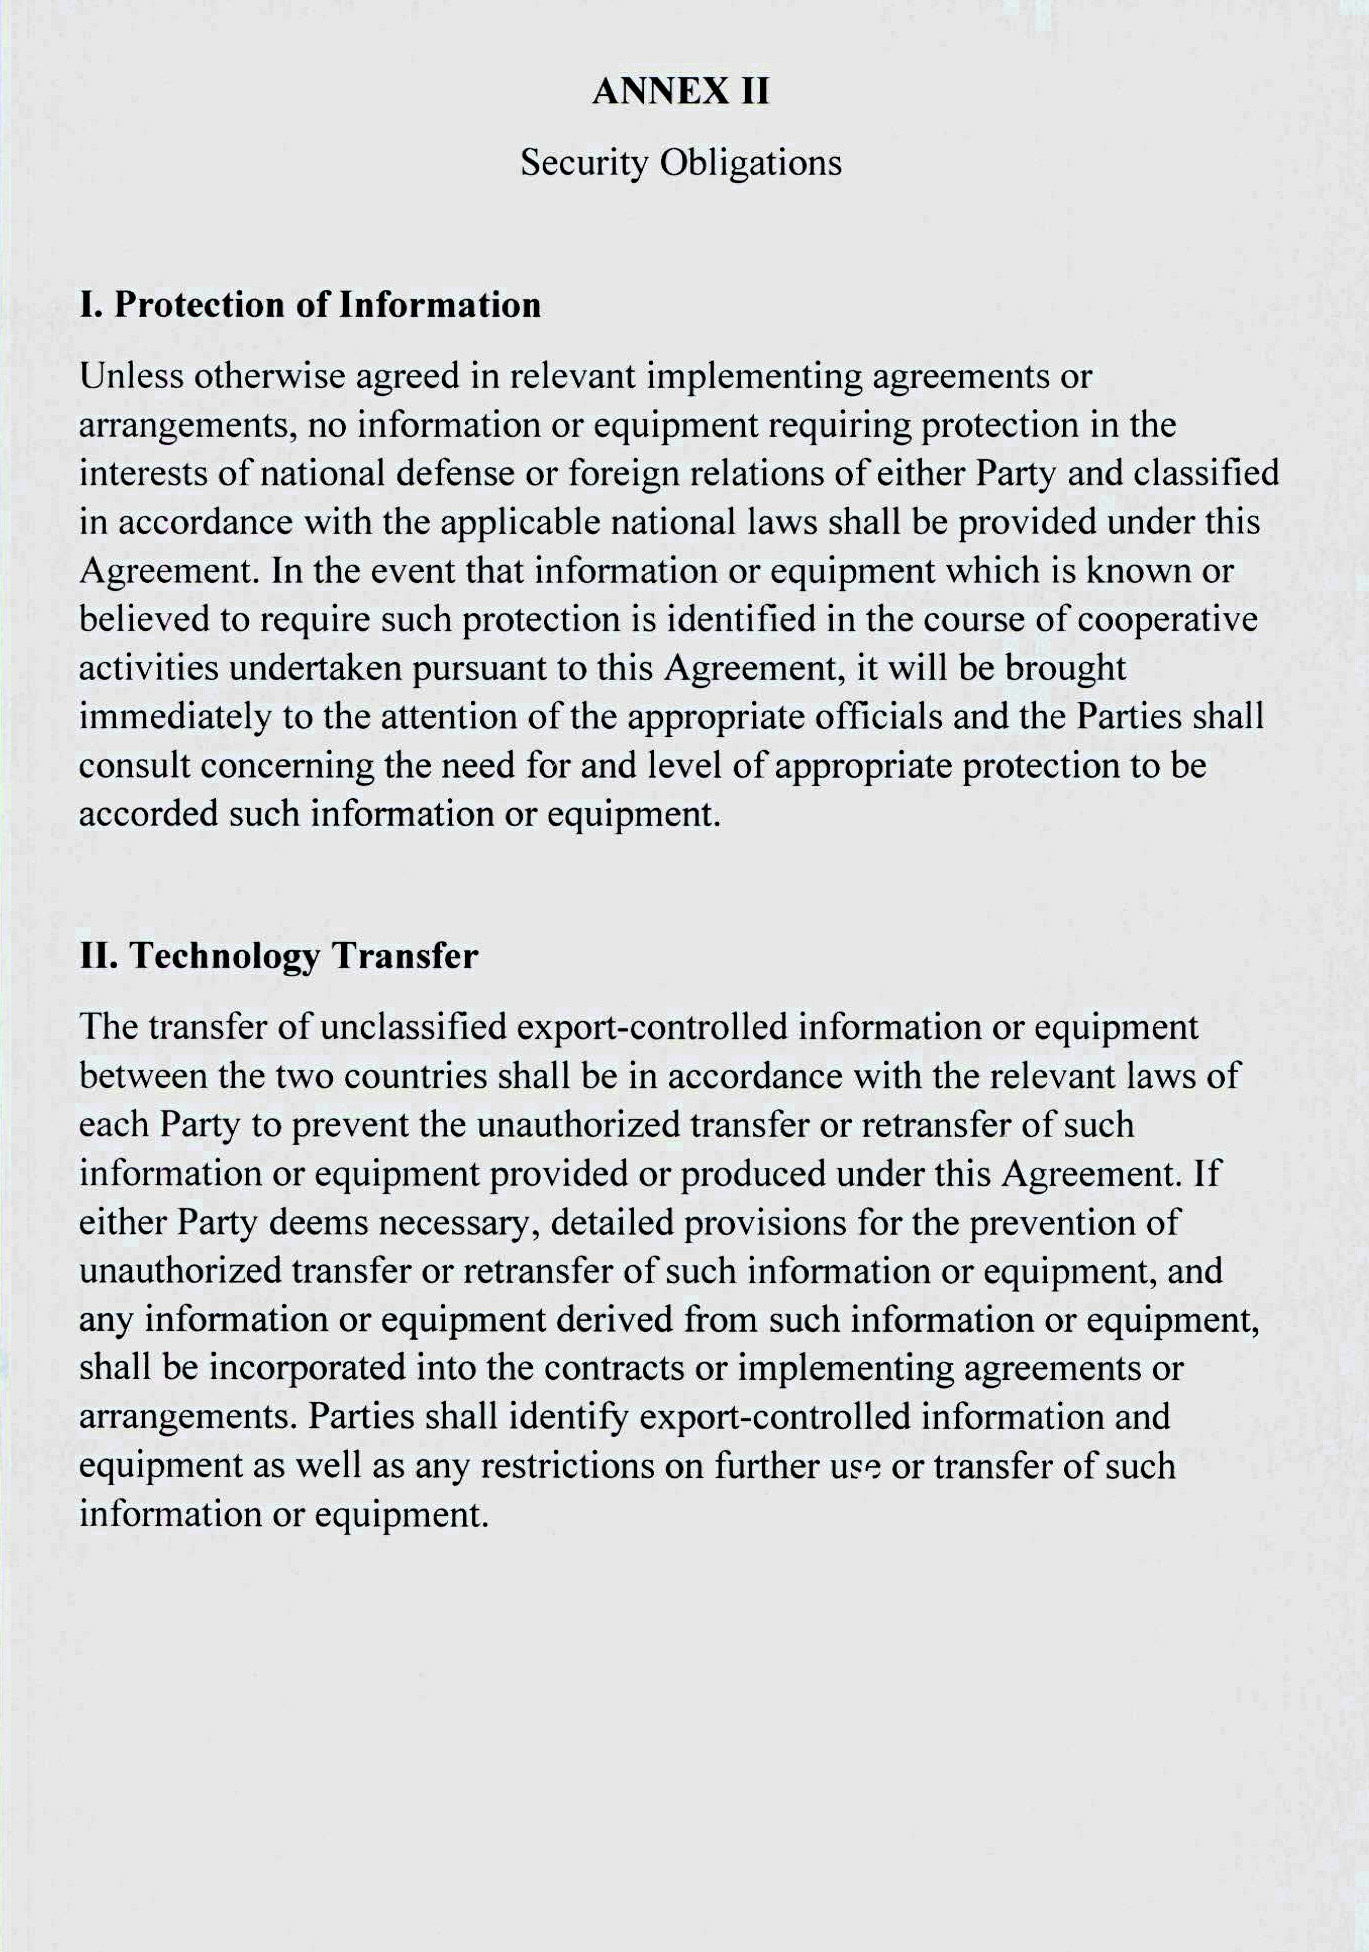 ANNEX II
Security Obligations
I. Protection of Information
Unless otherwise agreed in relevant implementing agreements or
arrangements, no information or equipment requiring protection in the
interests of national defense or foreign relations of either Party and classified
in accordance with the applicable national laws shall be provided under this
Agreement. In the event that information or equipment which is known or
believed to require such protection is identified in the course of cooperative
activities undertaken pursuant to this Agreement, it will be brought
immediately to the attention of the appropriate officials and the Parties shall
consult concerning the need for and level of appropriate protection to be
accorded such information or equipment.
II. Technology Transfer
The transfer of unclassified export-controlled information or equipment
between the two countries shall be in accordance with the relevant laws of
each Party to prevent the unauthorized transfer or retransfer of such
information or equipment provided or produced under this Agreement. If
either Party deems necessary, detailed provisions for the prevention of
unauthorized transfer or retransfer of such information or equipment, and
any information or equipment derived from such information or equipment,
shall be incorporated into the contracts or implementing agreements or
arrangements. Parties shall identify export-controlled information and
equipment as well as any restrictions on further use or transfer of such
information or equipment.